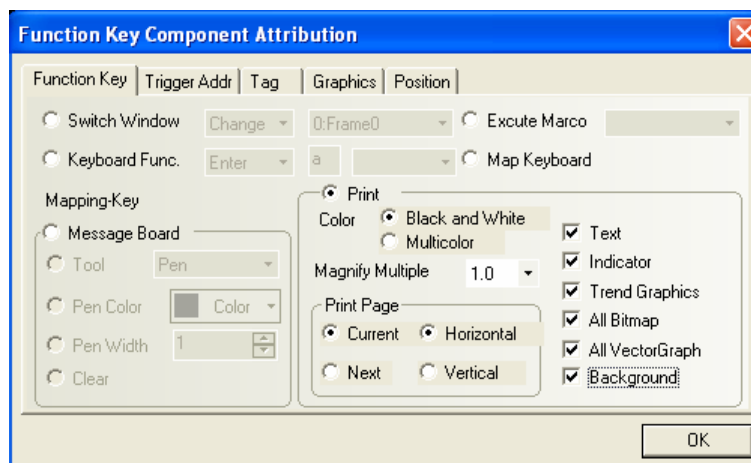 Function Key Component Attribution
Function Key Trigger Addr Tag Graphics Position
Switch Window Change 0:Frame0 Excute Marco
Keyboard Func. Enter a Map Keyboard
Mapping-Key
Message Board
Tool Pen
Pen Color Color
Pen Width 1
Clear
Print
Color Black and White
Multicolor
Magnify Multiple 1.0
Print Page
Current Horizontal
Next Vertical
Text
Indicator
Trend Graphics
All Bitmap
All VectorGraph
Background
OK